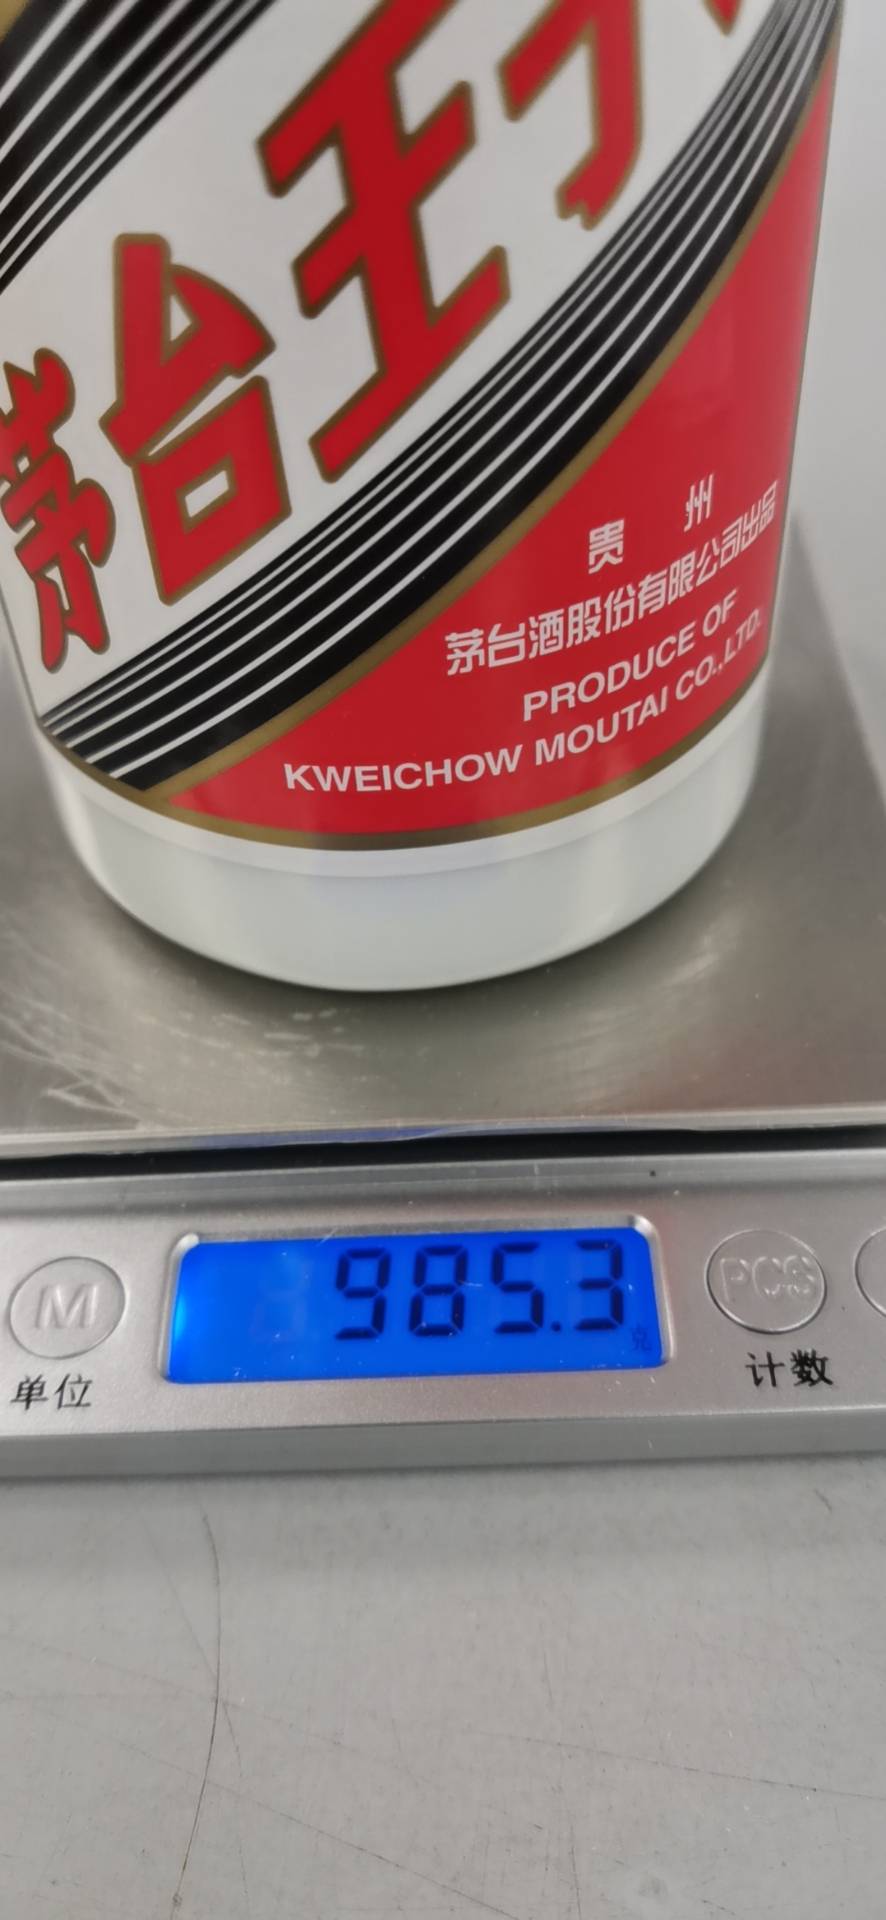 茅台王子
贵 州
茅台酒股份有限公司出品
PRODUCE OF
KWEICHOW MOUTAI CO.,LTD.
985.3
克
M
单位
PCS
计数